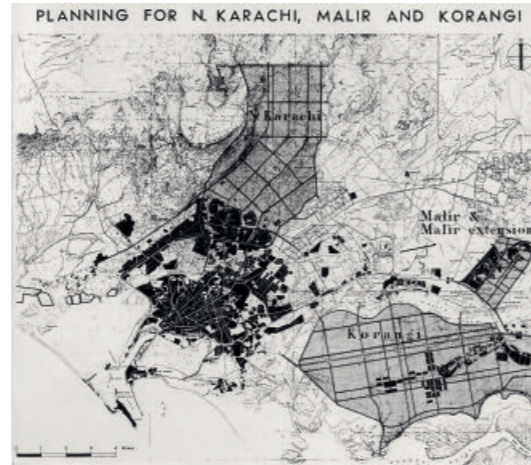 PLANNING FOR N. KARACHI, MALIR AND KORANGI
N Karachi
Malir &
Malir extension
Korangi